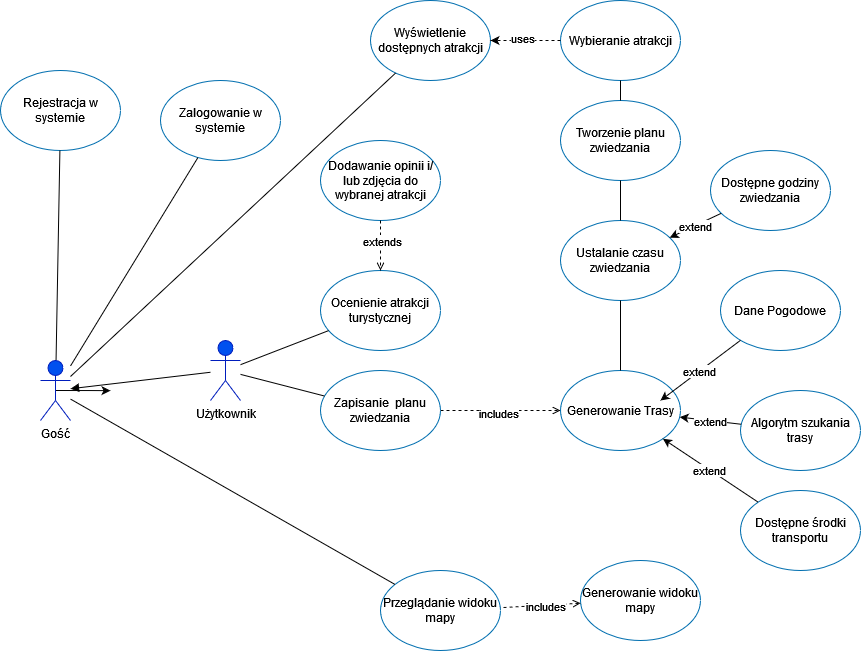 Wyświetlenie
dostępnych atrakcji
uses
Wybieranie atrakcji
Rejestracja w
systemie
Zalogowanie w
systemie
Tworzenie planu
zwiedzania
Dodawanie opinii i/
lub zdjęcia do
wybranej atrakcji
Dostępne godziny
zwiedzania
extend
extends
Ustalanie czasu
zwiedzania
Ocenienie atrakcji
turystycznej
Dane Pogodowe
extend
Użytkownik
Gość
Zapisanie planu
zwiedzania
includes
Generowanie Trasy
extend
Algorytm szukania
trasy
extend
Dostępne środki
transportu
Przeglądanie widoku
mapy
includes
Generowanie widoku
mapy